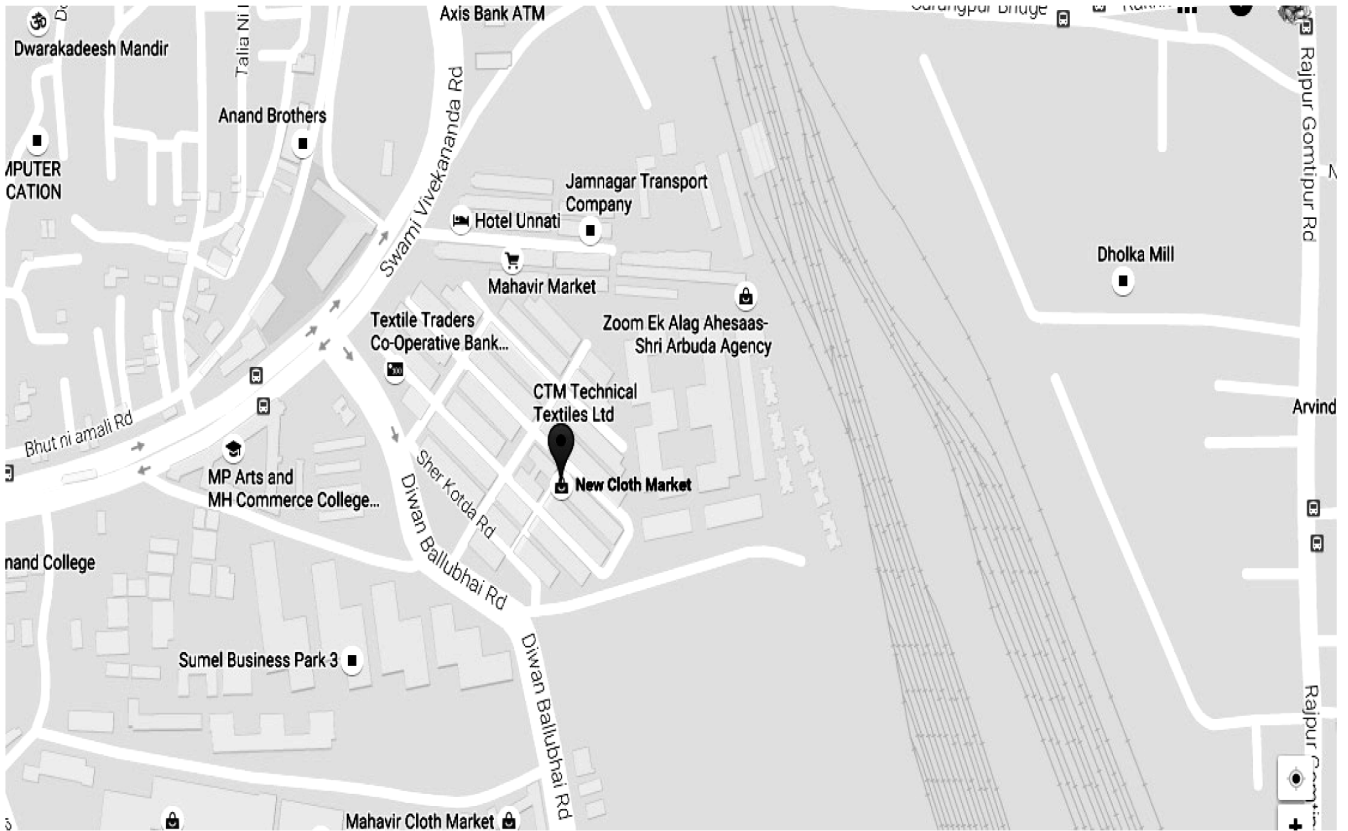 Axis Bank ATM
Dwarakadeesh Mandir
Talia Ni
Rajpur Gomtipur Rd
Anand Brothers
Swami Vivekananda Rd
MPUTER
CATION
Jamnagar Transport
Company
Hotel Unnati
Dholka Mill
Mahavir Market
Textile Traders
Co-Operative Bank...
Zoom Ek Alag Ahesaas-
Shri Arbuda Agency
CTM Technical
Textiles Ltd
Arvind
Bhut ni amali Rd
MP Arts and
MH Commerce College...
Sher Kotda Rd
New Cloth Market
Diwan Ballubhai Rd
nand College
Sumel Business Park 3
Diwan Ballubhai Rd
Rajpur
Mahavir Cloth Market